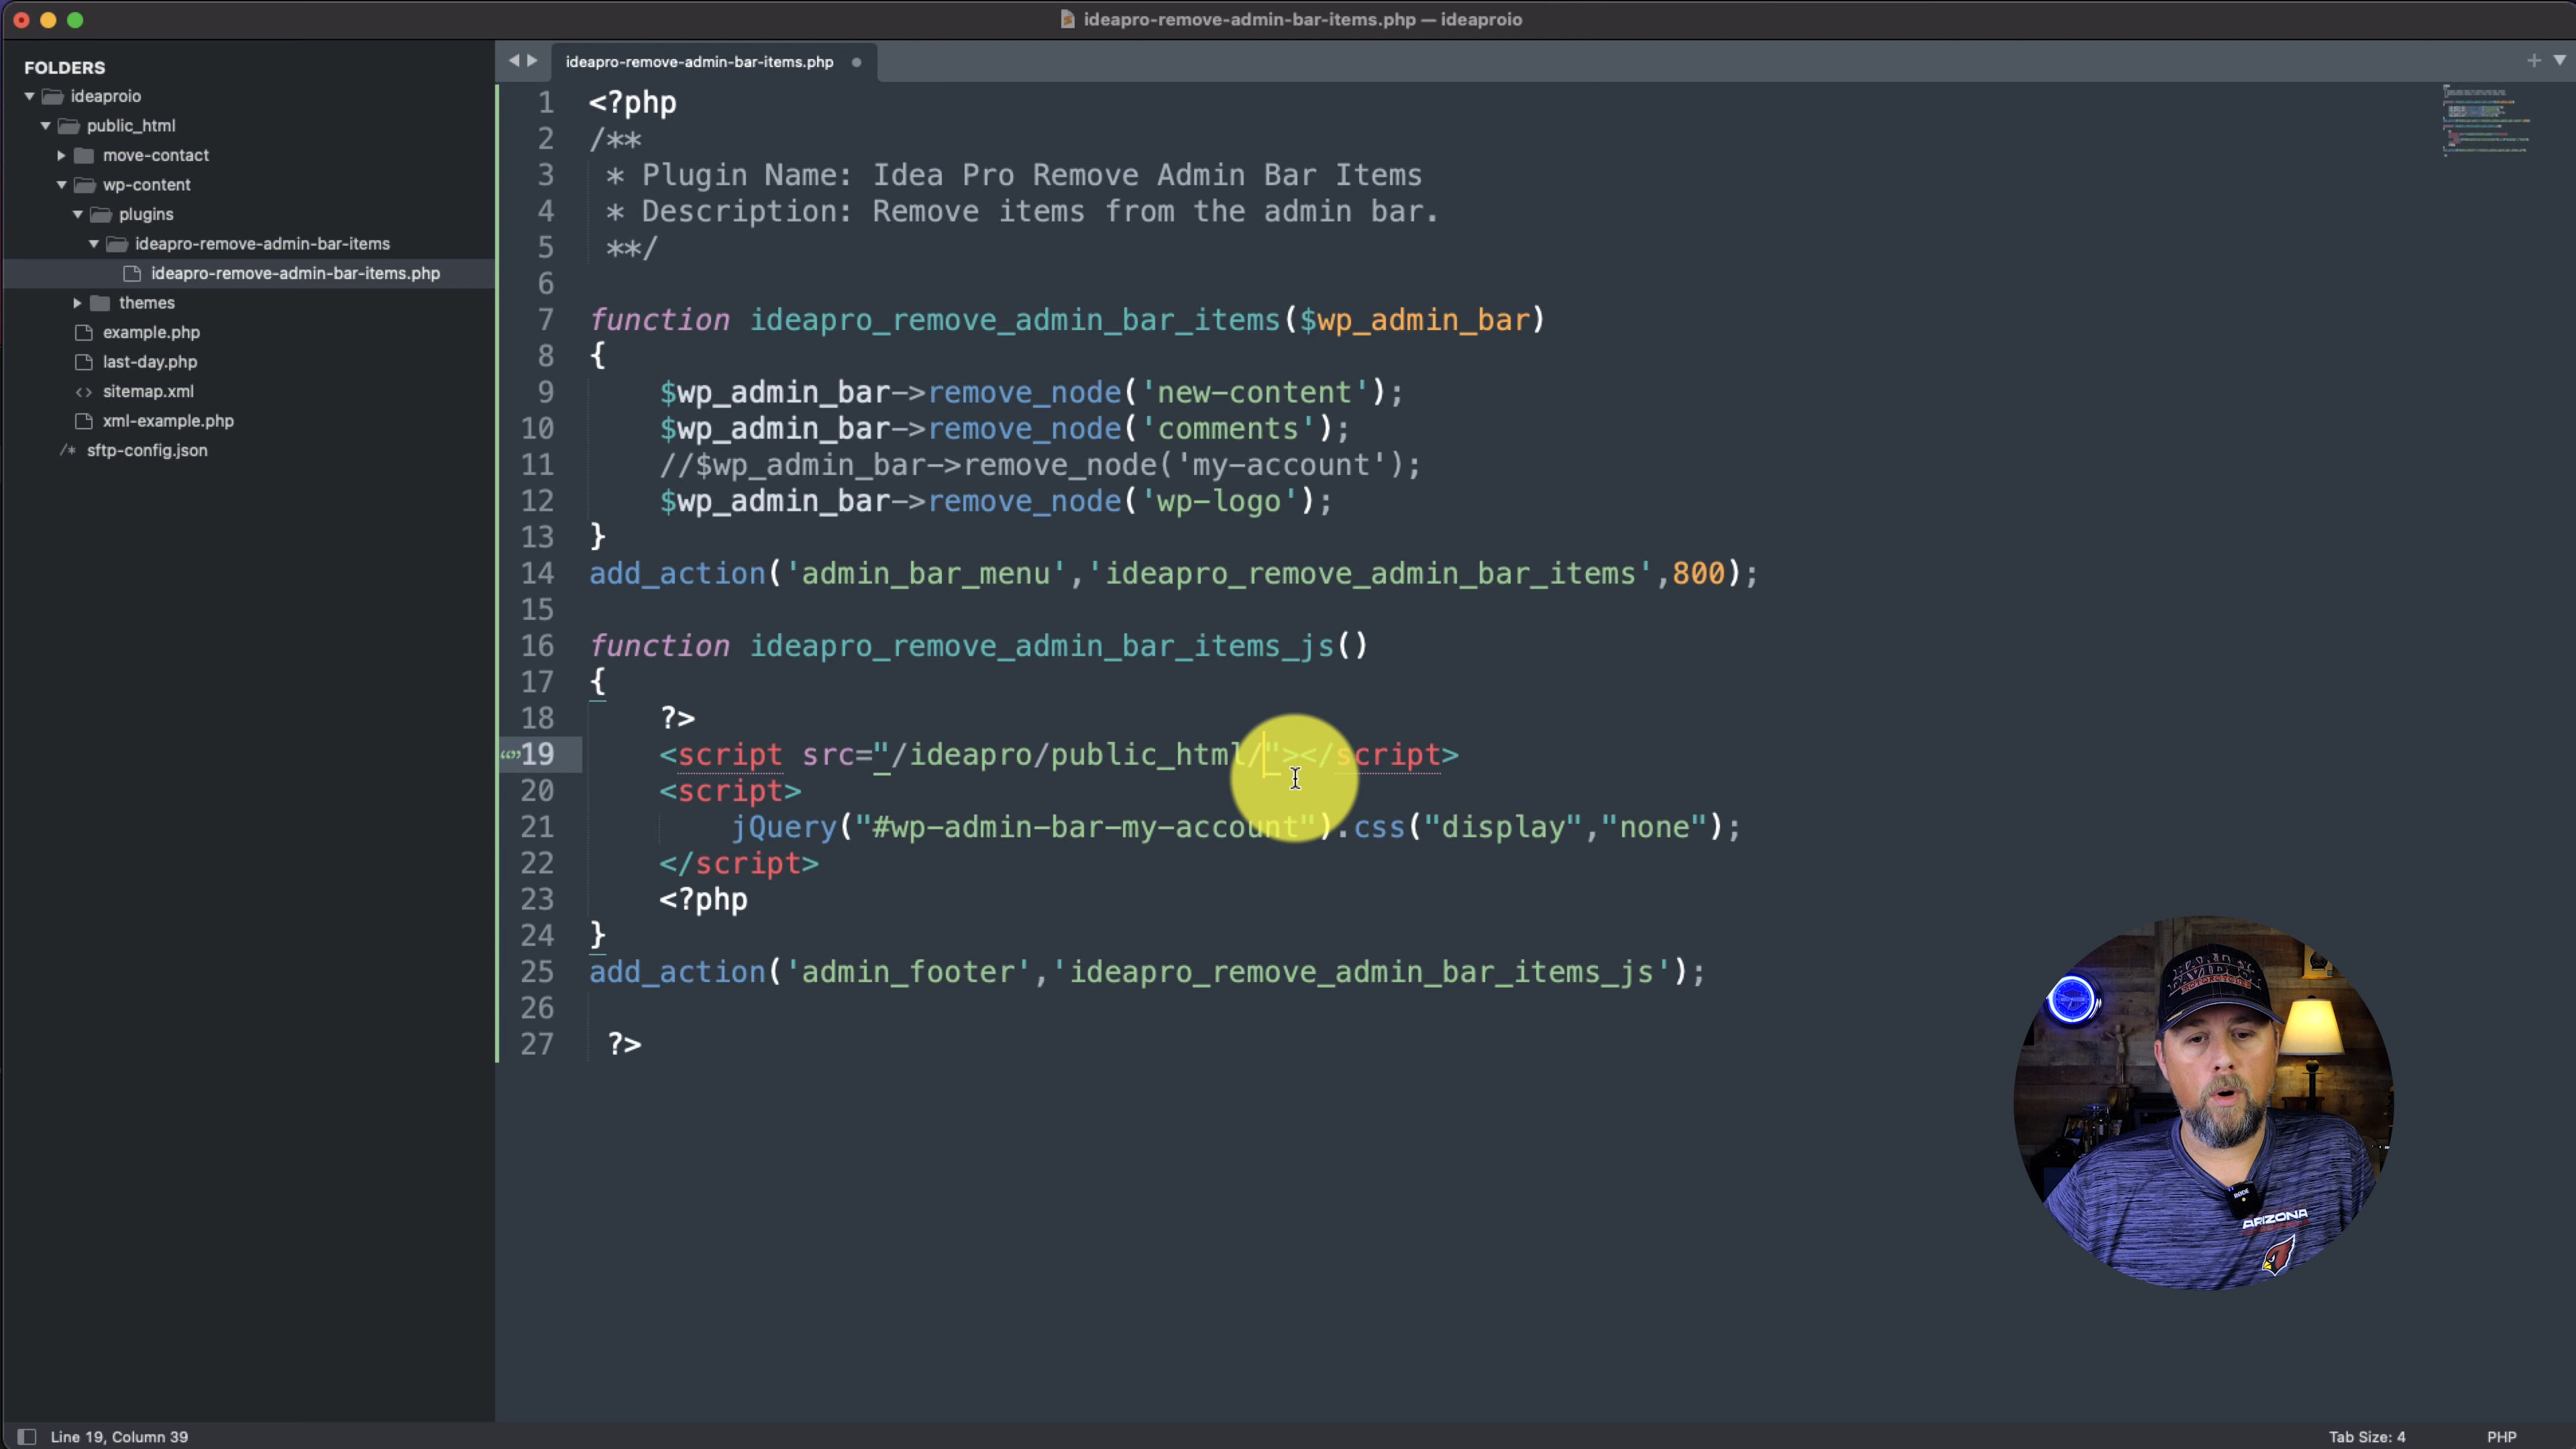 ideapro-remove-admin-bar-items.php — ideaproio
FOLDERS
ideaproio
public_html
move-contact
wp-content
plugins
ideapro-remove-admin-bar-items
ideapro-remove-admin-bar-items.php
themes
example.php
last-day.php
<> sitemap.xml
xml-example.php
/* sftp-config.json
ideapro-remove-admin-bar-items.php
1 <?php
2 /**
3 * Plugin Name: Idea Pro Remove Admin Bar Items
4 * Description: Remove items from the admin bar.
5 **/
6
7 function ideapro_remove_admin_bar_items($wp_admin_bar)
8 {
9 $wp_admin_bar->remove_node('new-content');
10 $wp_admin_bar->remove_node('comments');
11 //$wp_admin_bar->remove_node('my-account');
12 $wp_admin_bar->remove_node('wp-logo');
13 }
14 add_action('admin_bar_menu','ideapro_remove_admin_bar_items',800);
15
16 function ideapro_remove_admin_bar_items_js()
17 {
18 ?>
19 <script src="/ideapro/public_html/"></script>
20 <script>
21 jQuery("#wp-admin-bar-my-account").css("display","none");
22 </script>
23 <?php
24 }
25 add_action('admin_footer','ideapro_remove_admin_bar_items_js');
26
27 ?>
HARLEY
DAVIDSON
MOTORCYCLES
RODE
ARIZONA
Line 19, Column 39
Tab Size: 4
PHP